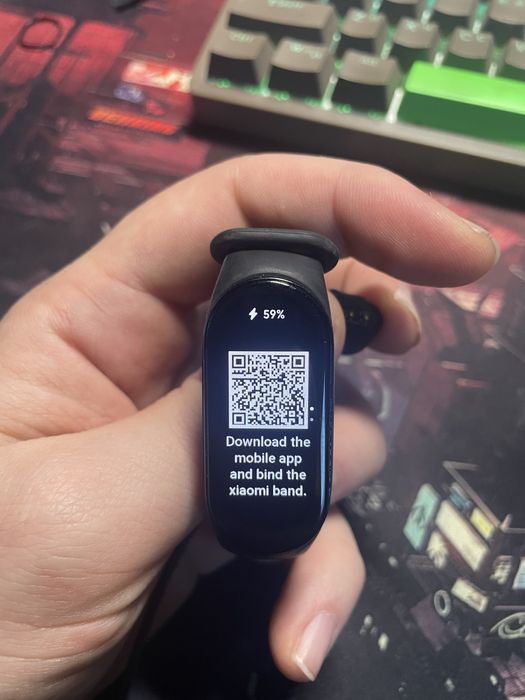 59%
Download the
mobile app
and bind the
xiaomi band.